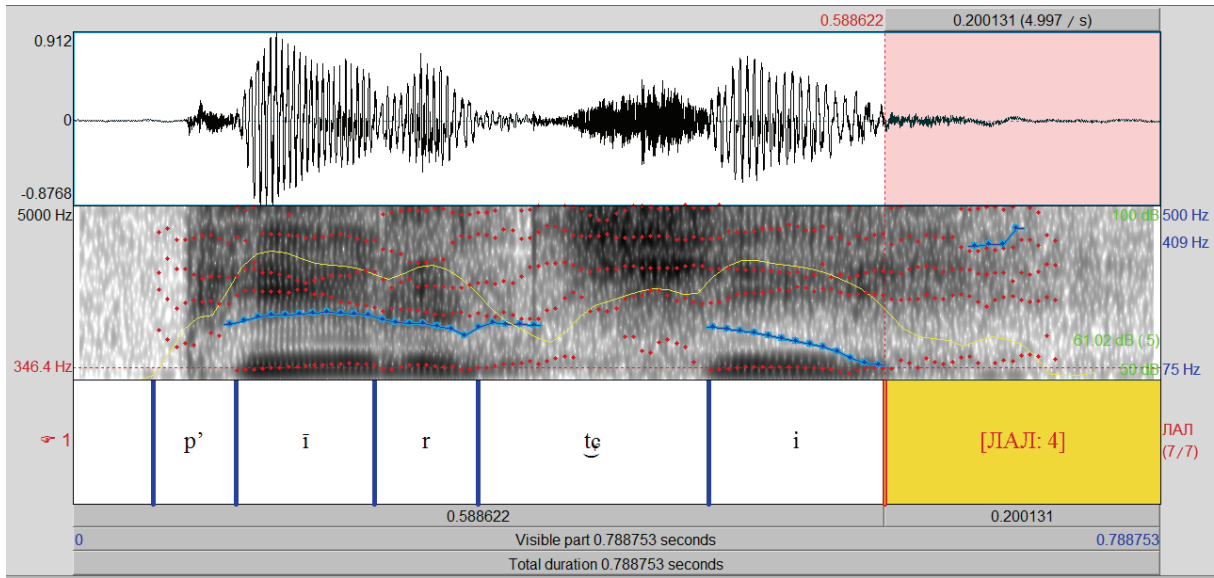 0.588622 0.200131 (4.997 / s)
0.912
0
-0.8768
5000 Hz 100 dB 500 Hz
409 Hz
61.02 dB (.5)
346.4 Hz 50 dB 75 Hz
☞ 1 p’ ī r t͜ɕ i [ЛАЛ: 4] ЛАЛ
(7/7)
0.588622 0.200131
0 Visible part 0.788753 seconds 0.788753
Total duration 0.788753 seconds